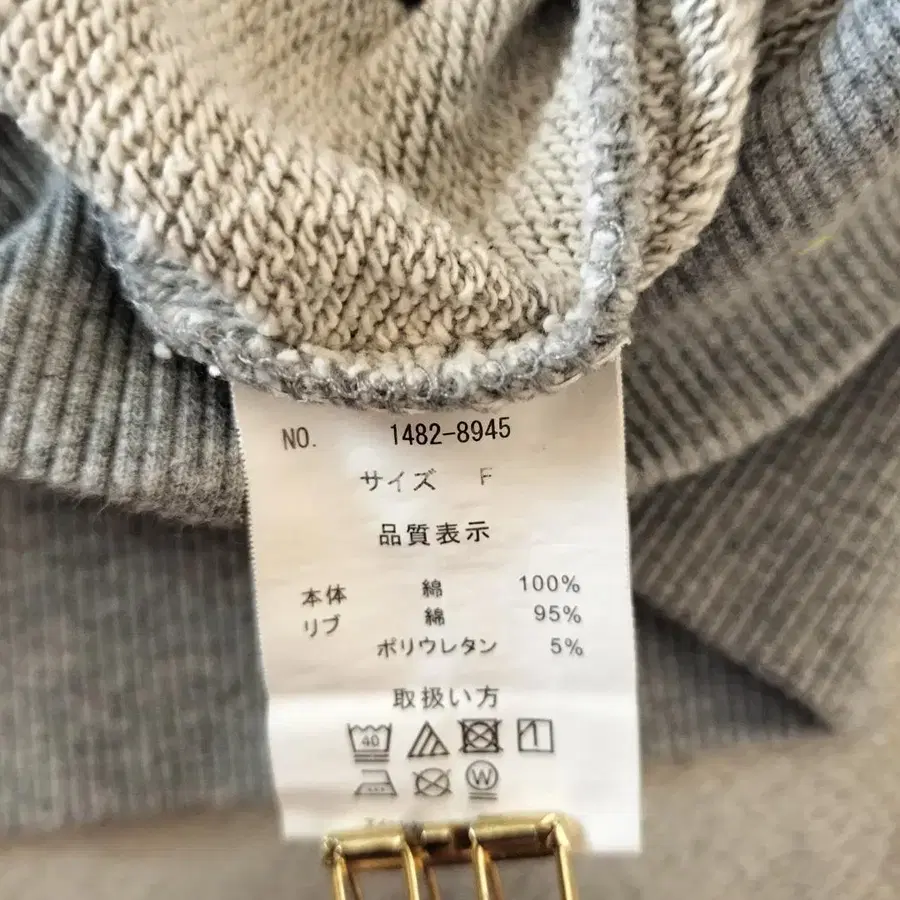 NO. 1482-8945
サイズ F
品質表示
本体 綿 100%
リブ 綿 95%
ポリウレタン 5%
取扱い方
40
W